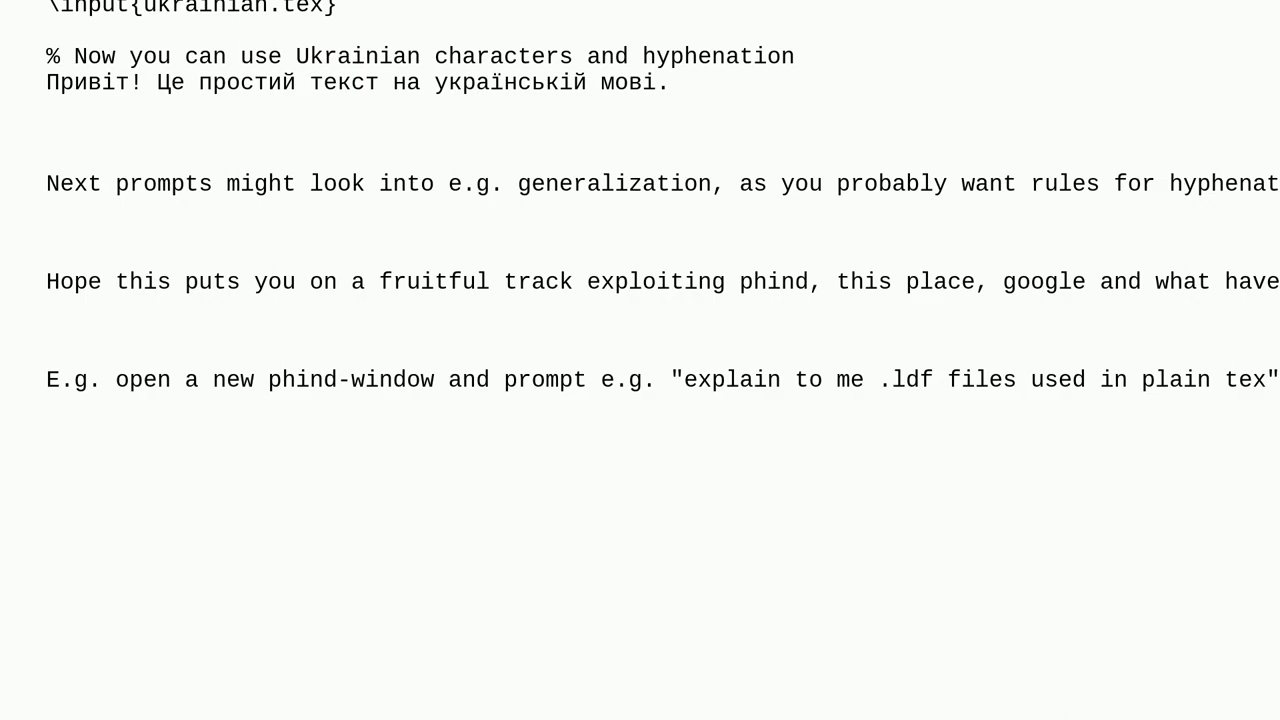 \input{ukrainian.tex}
% Now you can use Ukrainian characters and hyphenation
Привіт! Це простий текст на українській мові.
Next prompts might look into e.g. generalization, as you probably want rules for hyphenat
Hope this puts you on a fruitful track exploiting phind, this place, google and what have
E.g. open a new phind-window and prompt e.g. "explain to me .ldf files used in plain tex"